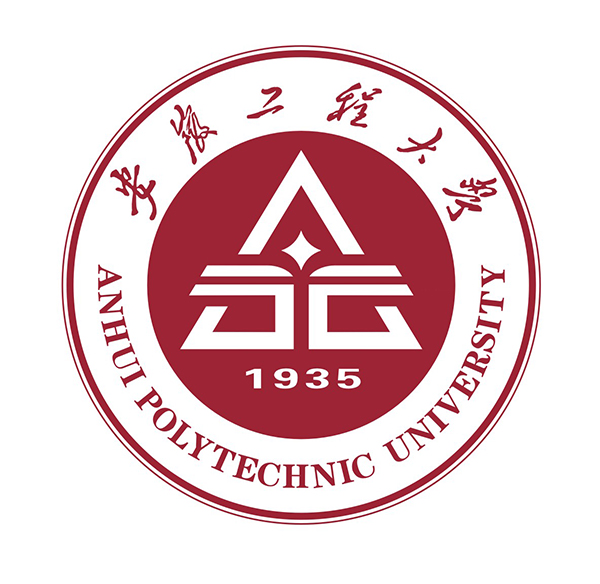 安徽工程大学
1935
ANHUI POLYTECHNIC UNIVERSITY